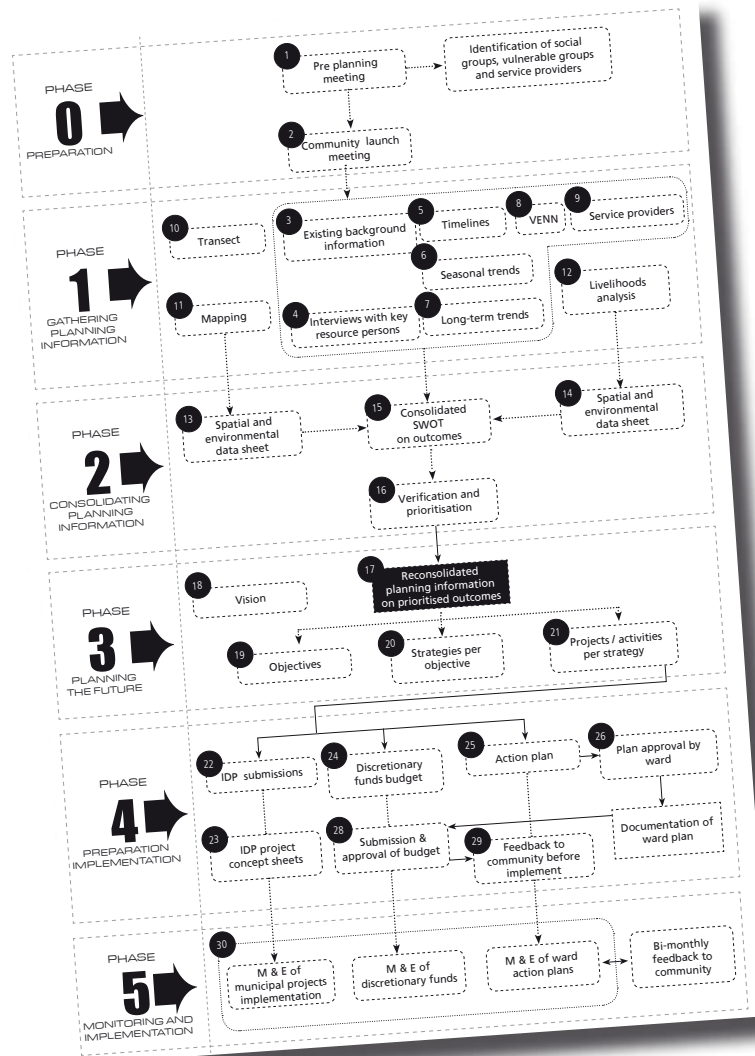 PHASE
0
PREPARATION
1
Pre planning
meeting
Identification of social
groups, vulnerable groups
and service providers
2
Community launch
meeting
PHASE
1
GATHERING
PLANNING
INFORMATION
10
Transect
11
Mapping
3
Existing background
information
4
Interviews with key
resource persons
5
Timelines
6
Seasonal trends
7
Long-term trends
8
VENN
9
Service providers
12
Livelihoods
analysis
PHASE
2
CONSOLIDATING
PLANNING
INFORMATION
13
Spatial and
environmental
data sheet
15
Consolidated
SWOT
on outcomes
14
Spatial and
environmental
data sheet
16
Verification and
prioritisation
PHASE
3
PLANNING
THE FUTURE
17
Reconsolidated
planning information
on prioritised outcomes
18
Vision
19
Objectives
20
Strategies per
objective
21
Projects / activities
per strategy
PHASE
4
PREPARATION
IMPLEMENTATION
22
IDP submissions
24
Discretionary
funds budget
25
Action plan
26
Plan approval by
ward
23
IDP project
concept sheets
28
Submission &
approval of budget
29
Feedback to
community before
implement
Documentation of
ward plan
PHASE
5
MONITORING AND
IMPLEMENTATION
30
M & E of
municipal projects
implementation
M & E of
discretionary funds
M & E of ward
action plans
Bi-monthly
feedback to
community